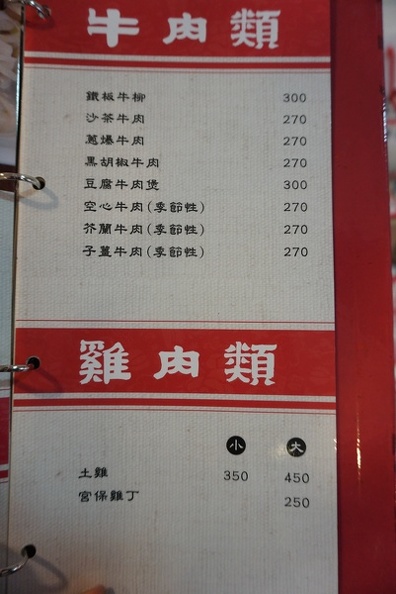 牛肉類
鐵板牛柳 300
沙茶牛肉 270
蔥爆牛肉 270
黑胡椒牛肉 270
豆腐牛肉煲 300
空心牛肉(季節性) 270
芥蘭牛肉(季節性) 270
子薑牛肉(季節性) 270
雞肉類
小 大
土雞 350 450
宮保雞丁 250